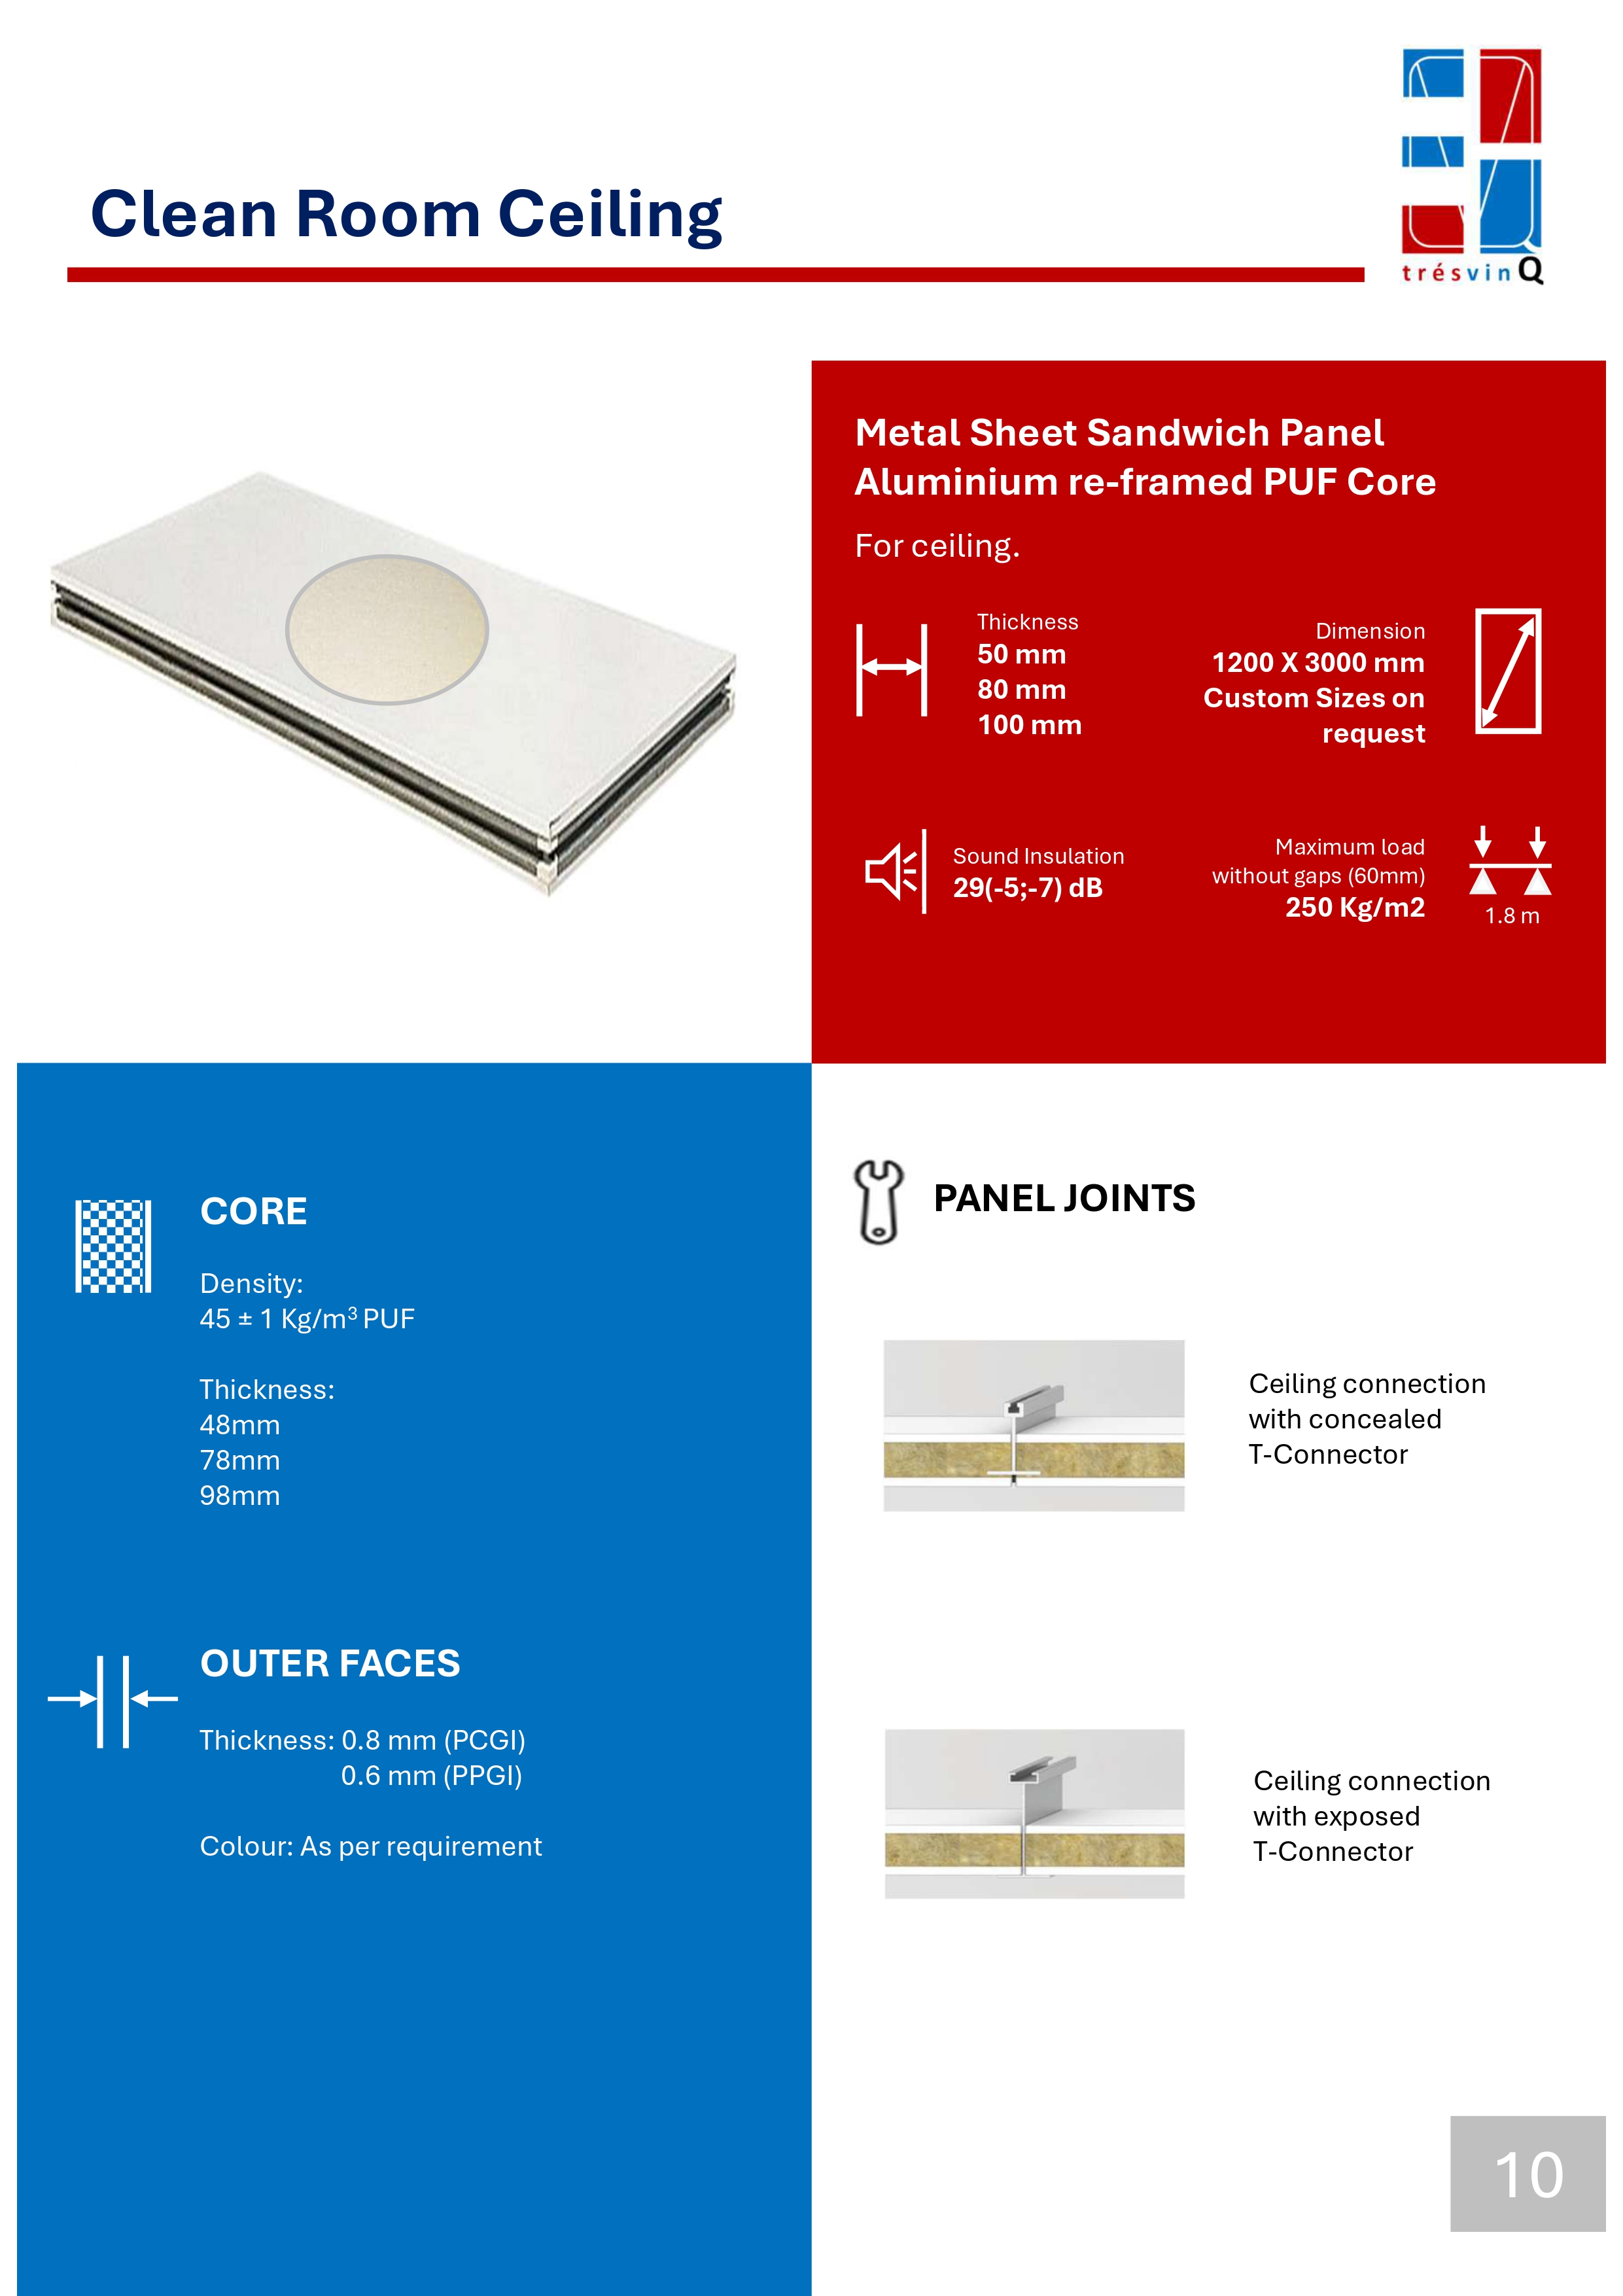 Clean Room Ceiling
trésvinQ
Metal Sheet Sandwich Panel
Aluminium re-framed PUF Core
For ceiling.
Thickness
50 mm
80 mm
100 mm
Dimension
1200 X 3000 mm
Custom Sizes on
request
Sound Insulation
29(-5;-7) dB
Maximum load
without gaps (60mm)
250 Kg/m2
1.8 m
CORE
Density:
45 ± 1 Kg/m³ PUF
Thickness:
48mm
78mm
98mm
OUTER FACES
Thickness: 0.8 mm (PCGI)
0.6 mm (PPGI)
Colour: As per requirement
PANEL JOINTS
Ceiling connection
with concealed
T-Connector
Ceiling connection
with exposed
T-Connector
10